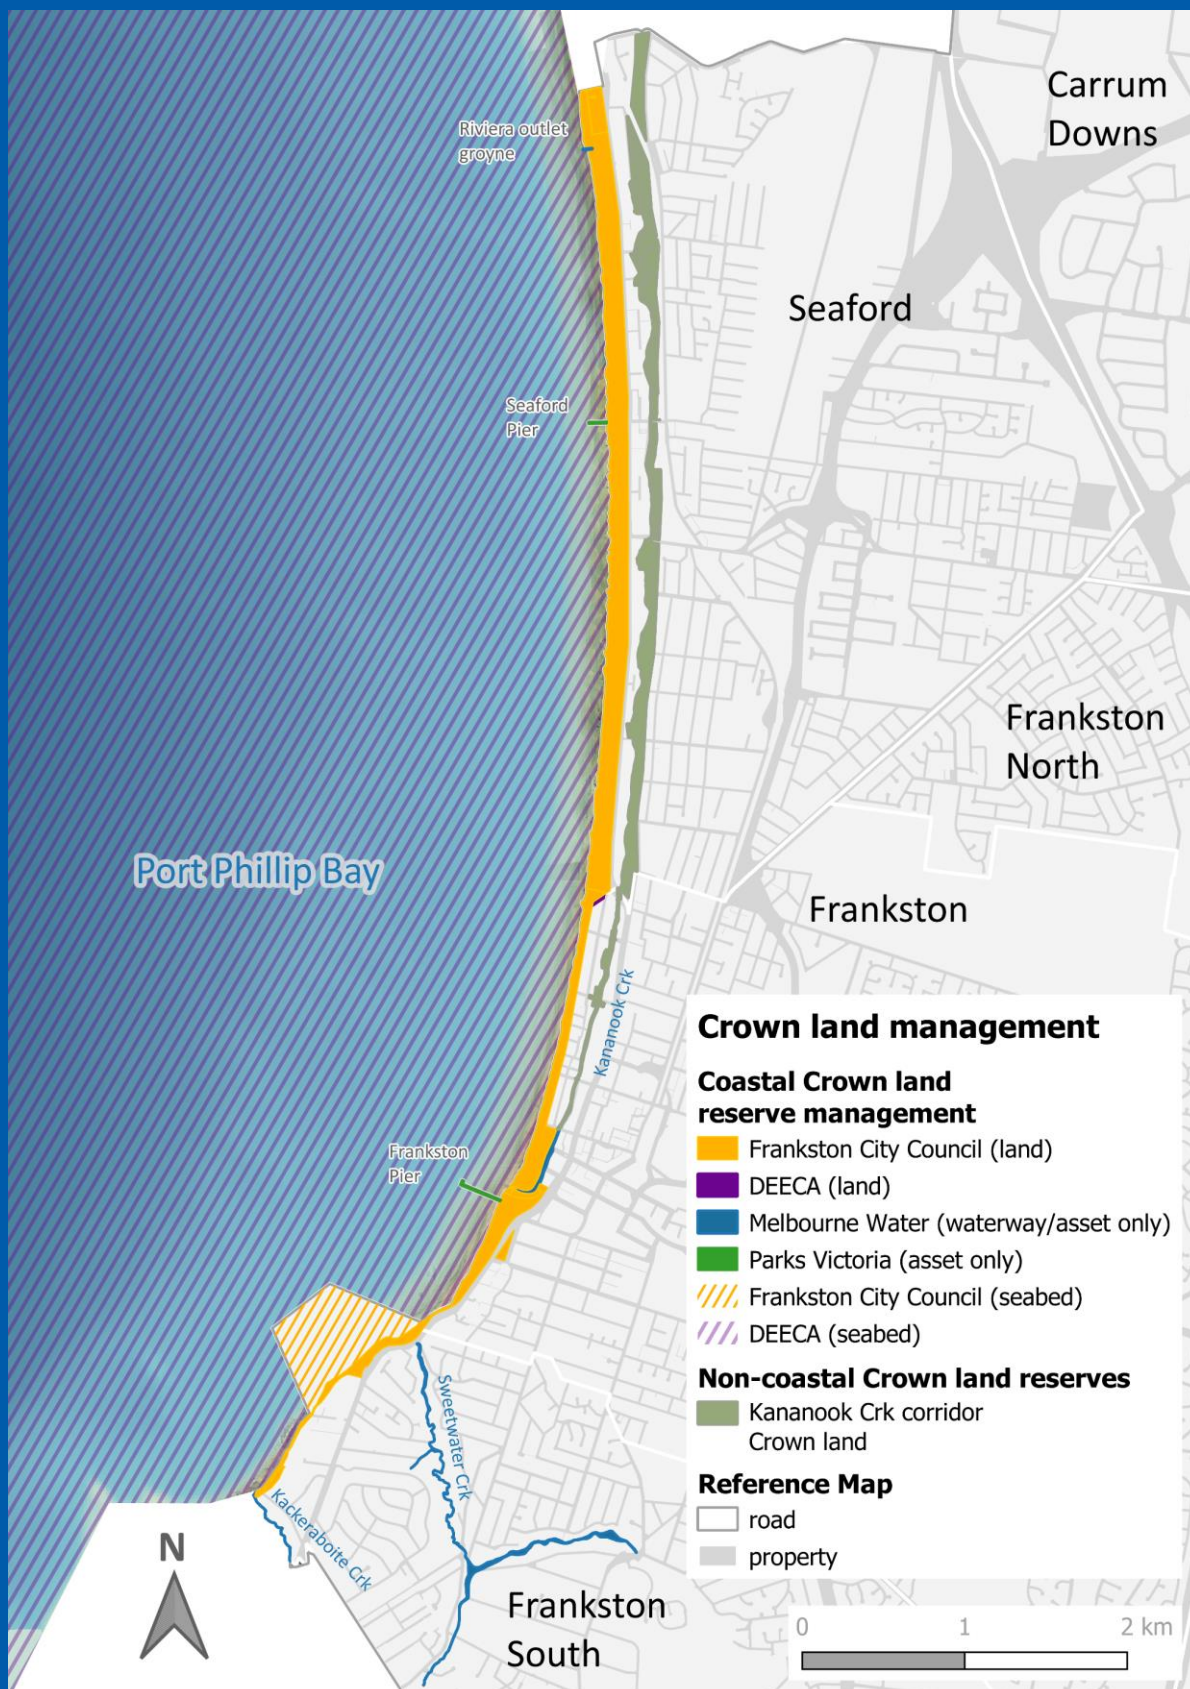 Carrum
Downs
Riviera outlet
groyne
Seaford
Seaford
Pier
Frankston
North
Port Phillip Bay
Frankston
Kananook Crk
Frankston
Pier
Sweetwater Crk
Kackeraboite Crk
Frankston
South
N
Crown land management
Coastal Crown land
reserve management
Frankston City Council (land)
DEECA (land)
Melbourne Water (waterway/asset only)
Parks Victoria (asset only)
Frankston City Council (seabed)
DEECA (seabed)
Non-coastal Crown land reserves
Kananook Crk corridor
Crown land
Reference Map
road
property
0 1 2 km